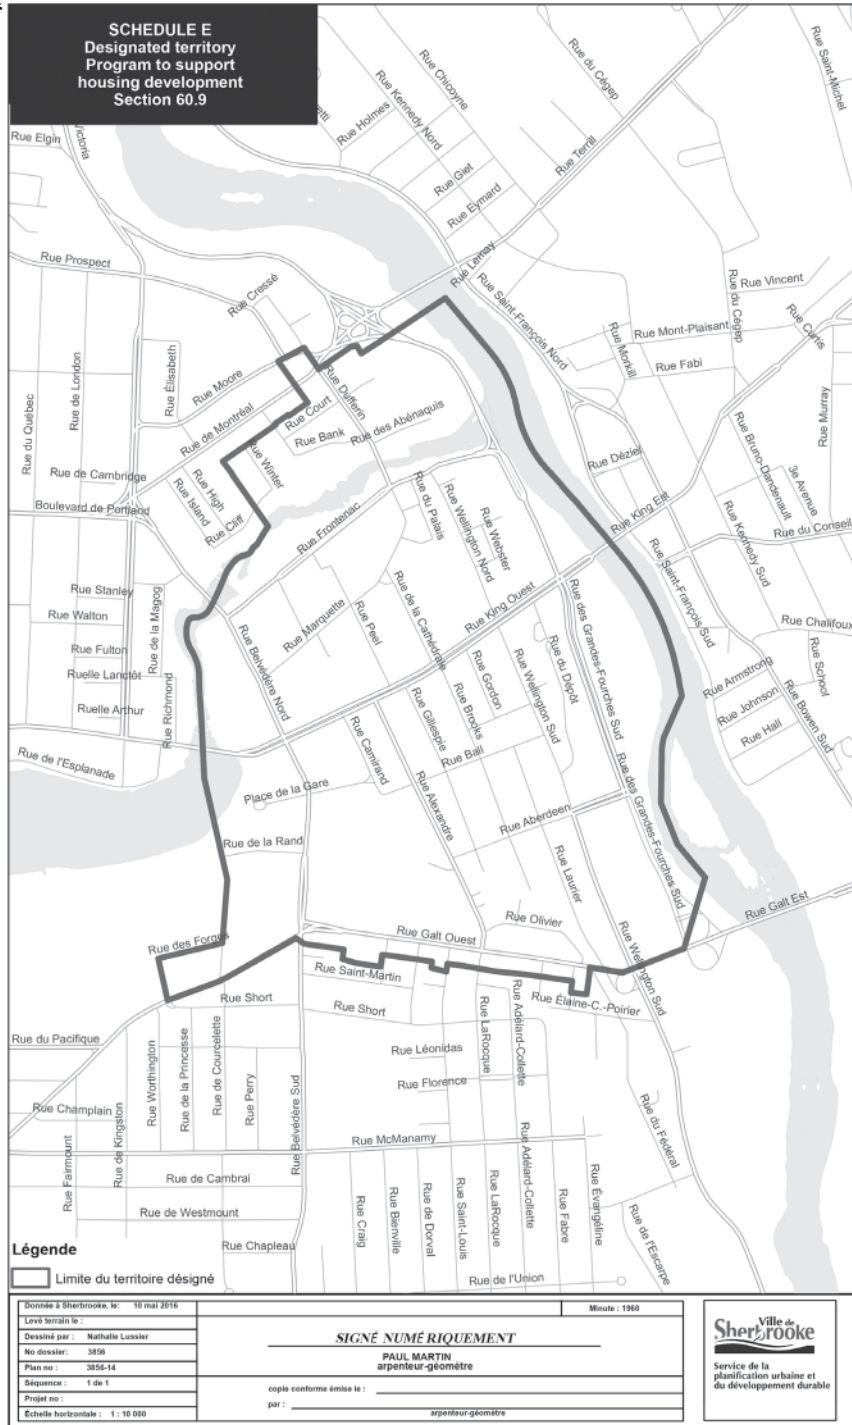 SCHEDULE E
Designated territory
Program to support
housing development
Section 60.9
Rue Elgin
Victoria
Rue Holmes
Rue Kennedy Nord
Rue Chicoyne
Rue du Cégep
Rue Saint-Michel
Rue Terrill
Rue Giet
Rue Eymard
Rue Prospect
Rue Cressé
Rue Lemay
Rue Saint-François Nord
Rue du Cégep
Rue Vincent
Rue Curtis
Rue Mont-Plaisant
Rue Morkill
Rue Fabi
Rue Murray
Rue du Québec
Rue de London
Rue Élisabeth
Rue Moore
Rue de Montréal
Rue Dufferin
Rue Court
Rue Bank
Rue des Abénaquis
Rue Winter
Rue High
Rue Island
Rue Cliff
Rue de Cambridge
Boulevard de Portland
Rue Frontenac
Rue du Palais
Rue Wellington Nord
Rue Webster
Rue Déziel
Rue King Est
Rue Bruno-Dandenault
3e Avenue
Rue Kennedy Sud
Rue du Conseil
Rue Saint-François Sud
Rue Chalifoux
Rue Stanley
Rue Walton
Rue Fulton
Ruelle Lanctôt
Ruelle Arthur
Rue de la Magog
Rue Richmond
Rue Belvédère Nord
Rue Marquette
Rue Peel
Rue de la Cathédrale
Rue King Ouest
Rue des Grandes-Fourches Sud
Rue du Dépôt
Rue Wellington Sud
Rue Gordon
Rue Brooks
Rue Gillespie
Rue Ball
Rue Camirand
Rue Alexandre
Rue Armstrong
Rue Johnson
Rue Hall
Rue Schoof
Rue Bowen Sud
Rue de l'Esplanade
Place de la Gare
Rue de la Rand
Rue Aberdeen
Rue des Grandes-Fourches Sud
Rue Laurier
Rue Olivier
Rue Galt Ouest
Rue Galt Est
Rue Wellington Sud
Rue des Forges
Rue Saint-Martin
Rue Short
Rue Short
Rue Élaine-C.-Poirier
Rue du Pacifique
Rue Worthington
Rue de la Princesse
Rue de Courcelette
Rue Perry
Rue Belvédère Sud
Rue Léonidas
Rue Florence
Rue LaRocque
Rue Adélard-Collette
Rue Champlain
Rue Fairmount
Rue de Kingston
Rue McManamy
Rue du Fédéral
Rue de Cambrai
Rue de Westmount
Rue Chapleau
Rue Craig
Rue Bienville
Rue de Dorval
Rue Saint-Louis
Rue LaRocque
Rue Adélard-Collette
Rue Fabre
Rue Évangéline
Rue de l'Escarpe
Rue de l'Union
Légende
Limite du territoire désigné
Donnée à Sherbrooke, le: 10 mai 2016
Levé terrain le :
Dessiné par : Nathalie Lussier
No dossier: 3856
Plan no : 3856-14
Séquence : 1 de 1
Projet no :
Échelle horizontale : 1 : 10 000
Minute : 1960
SIGNÉ NUMÉRIQUEMENT
PAUL MARTIN
arpenteur-géomètre
copie conforme émise le :
par :
arpenteur-géomètre
Ville de
Sherbrooke
Service de la
planification urbaine et
du développement durable